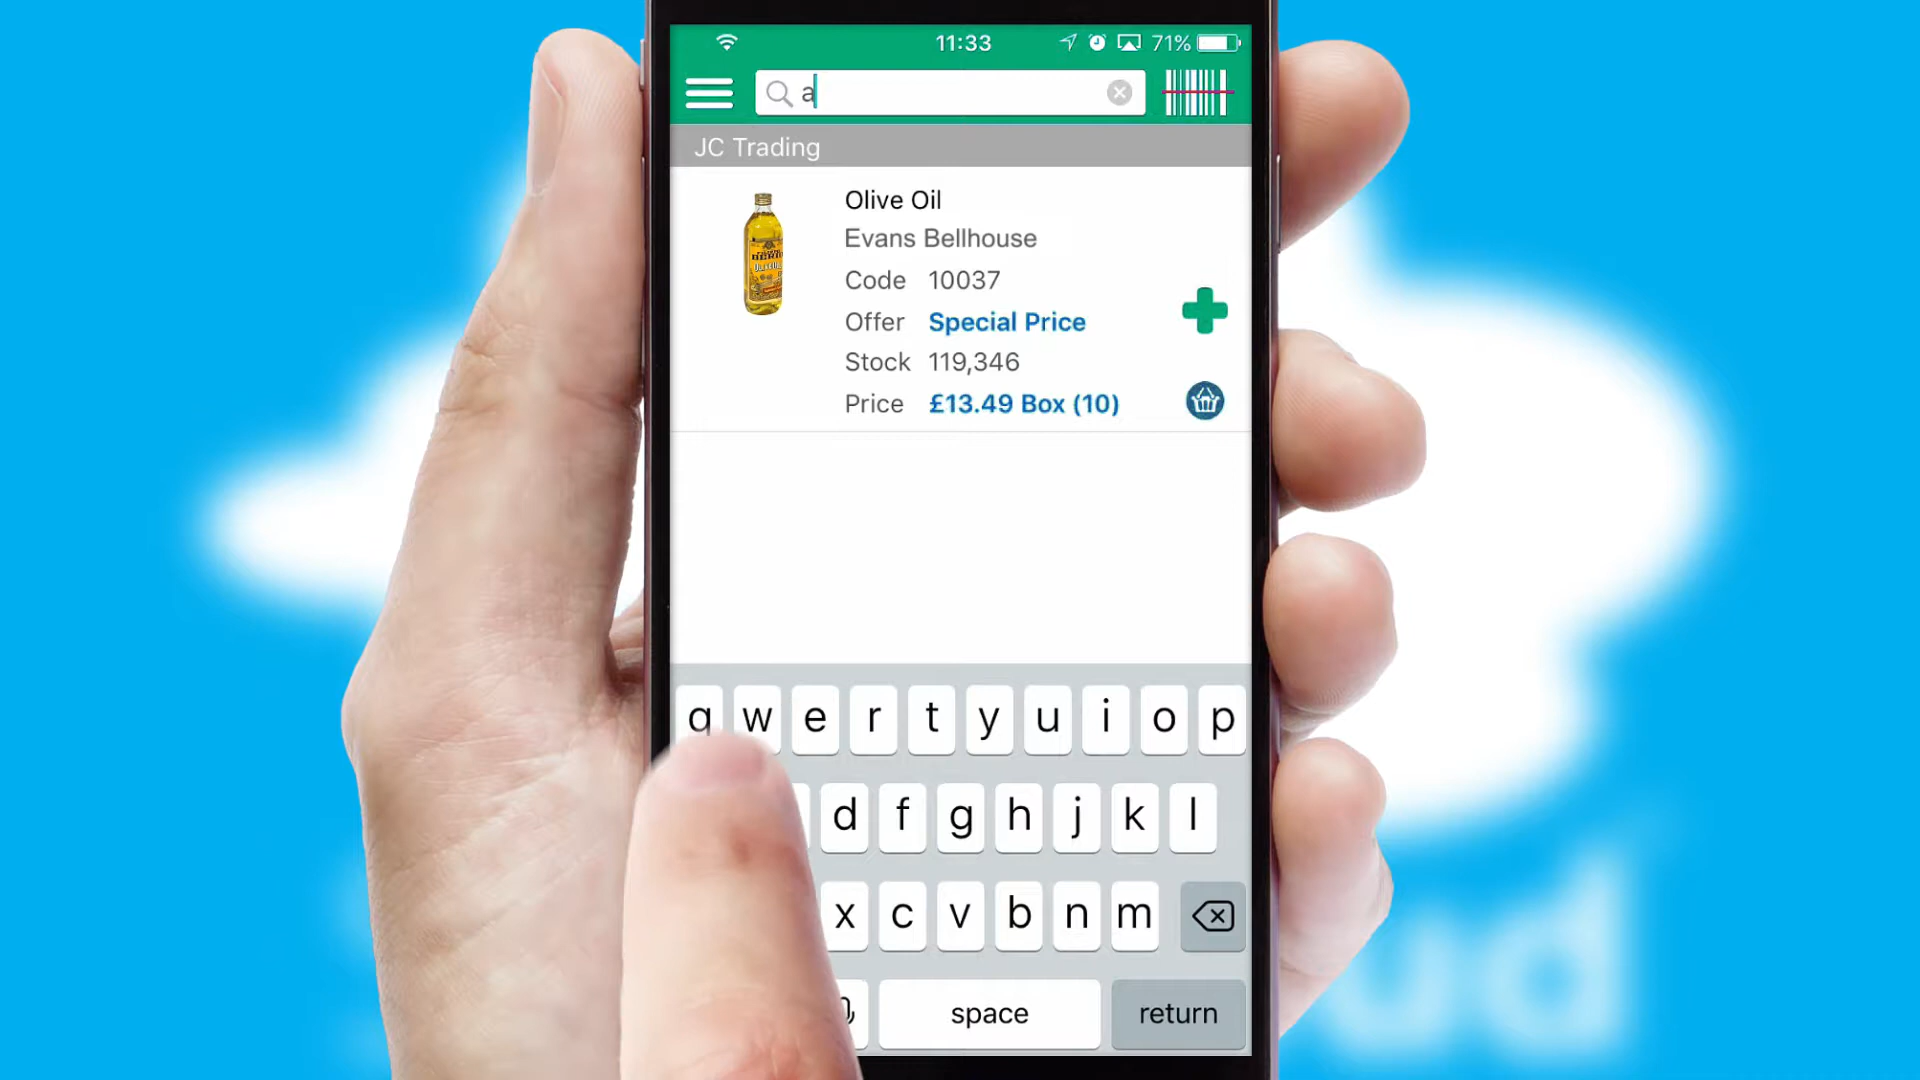 11:33 71%
a
JC Trading
Olive Oil
Evans Bellhouse
Code 10037
Offer Special Price
Stock 119,346
Price £13.49 Box (10)
q w e r t y u i o p
d f g h j k l
x c v b n m
space return
ud